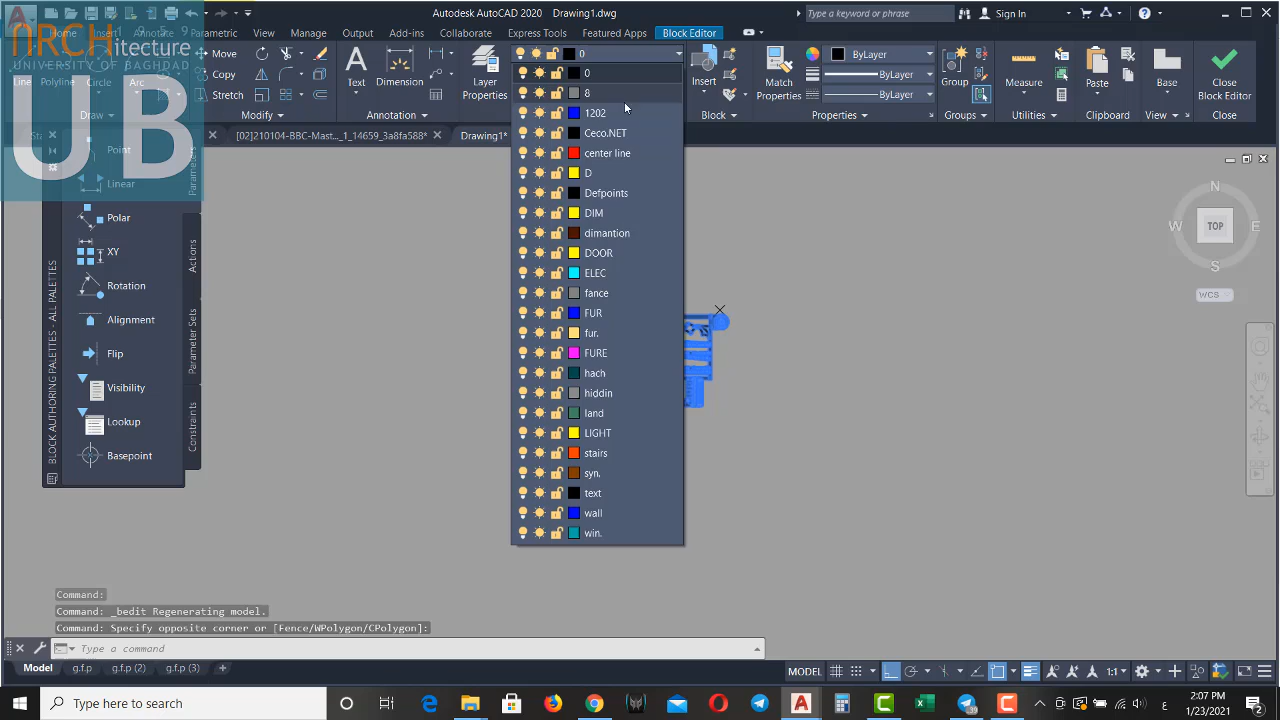 Autodesk AutoCAD 2020 Drawing1.dwg
Type a keyword or phrase
Sign In
ARCHitecture
UNIVERSITY OF BAGHDAD
UB
Home
Insert
Parametric
View
Manage
Output
Add-ins
Collaborate
Express Tools
Featured Apps
Block Editor
Line
Polyline
Circle
Arc
Move
Copy
Stretch
Text
Dimension
Layer
Properties
0
Insert
Match
Properties
ByLayer
ByLayer
ByLayer
Group
Measure
Paste
Base
Close
Block Editor
Draw
Modify
Annotation
Block
Properties
Groups
Utilities
Clipboard
View
Close
[02]210104-BBC-Mast..._1_14659_3a8fa588*
Drawing1*
0
8
1202
Ceco.NET
center line
D
Defpoints
DIM
dimantion
DOOR
ELEC
fance
FUR
fur.
FURE
hach
hiddin
land
LIGHT
stairs
syn.
text
wall
win.
Point
Linear
Polar
XY
Rotation
Alignment
Flip
Visibility
Lookup
Basepoint
Parameters
Actions
Parameter Sets
Constraints
BLOCK AUTHORING PALETTES - ALL PALETTES
N
W
TOP
E
S
WCS
Command:
Command: _bedit Regenerating model.
Command: Specify opposite corner or [Fence/WPolygon/CPolygon]:
Type a command
Model
g.f.p
g.f.p (2)
g.f.p (3)
MODEL
1:1
Type here to search
2:07 PM
1/23/2021